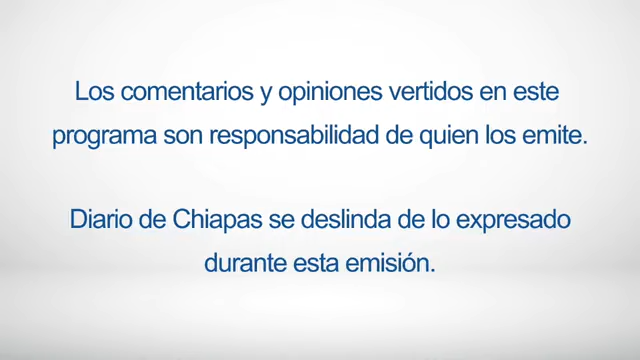 Los comentarios y opiniones vertidos en este
programa son responsabilidad de quien los emite.
Diario de Chiapas se deslinda de lo expresado
durante esta emisión.